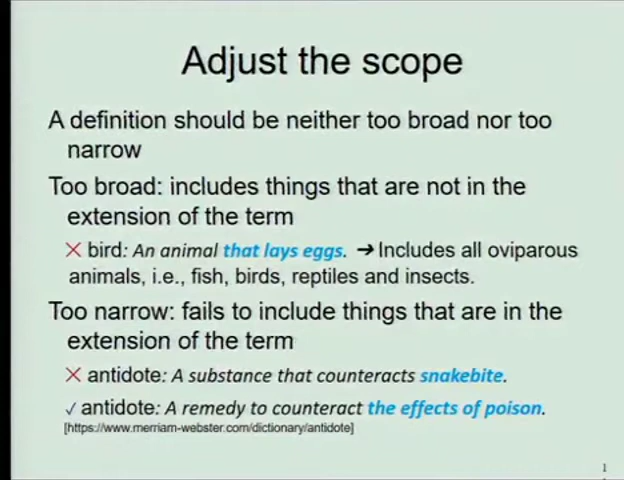 Adjust the scope
A definition should be neither too broad nor too
narrow
Too broad: includes things that are not in the
extension of the term
✗ bird: An animal that lays eggs. ➔ Includes all oviparous
animals, i.e., fish, birds, reptiles and insects.
Too narrow: fails to include things that are in the
extension of the term
✗ antidote: A substance that counteracts snakebite.
✓ antidote: A remedy to counteract the effects of poison.
[https://www.merriam-webster.com/dictionary/antidote]
1